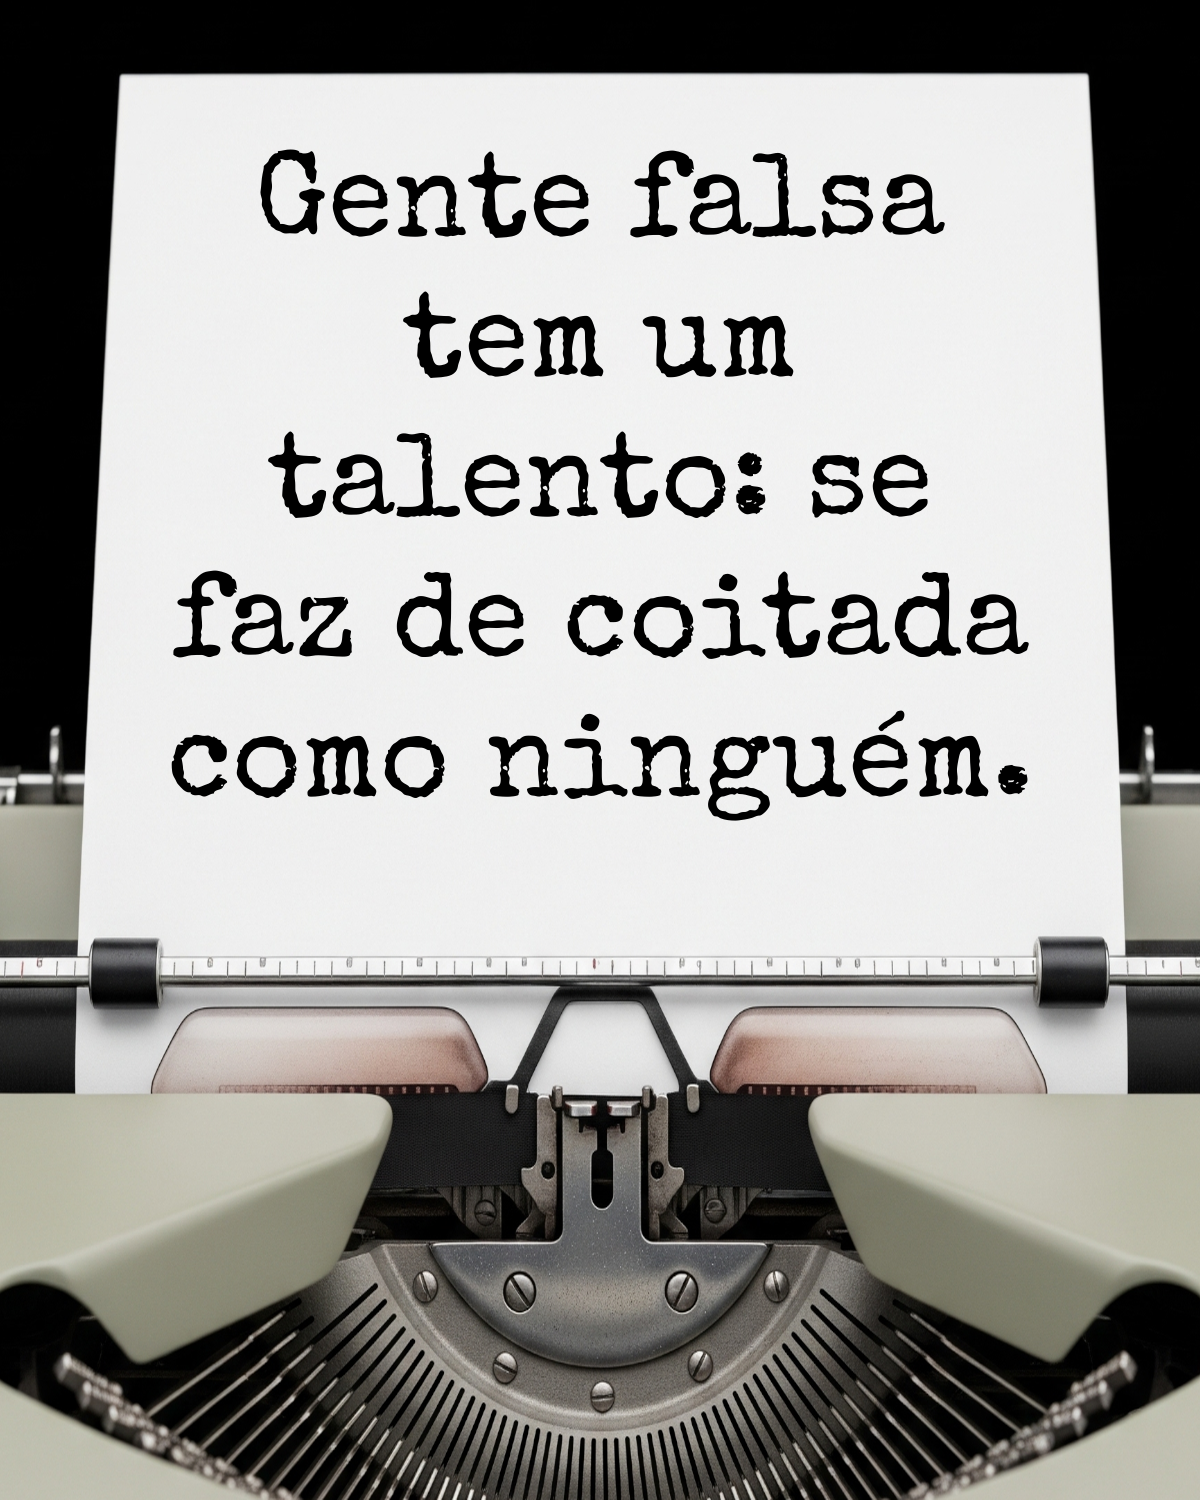 Gente falsa
tem um
talento: se
faz de coitada
como ninguém.